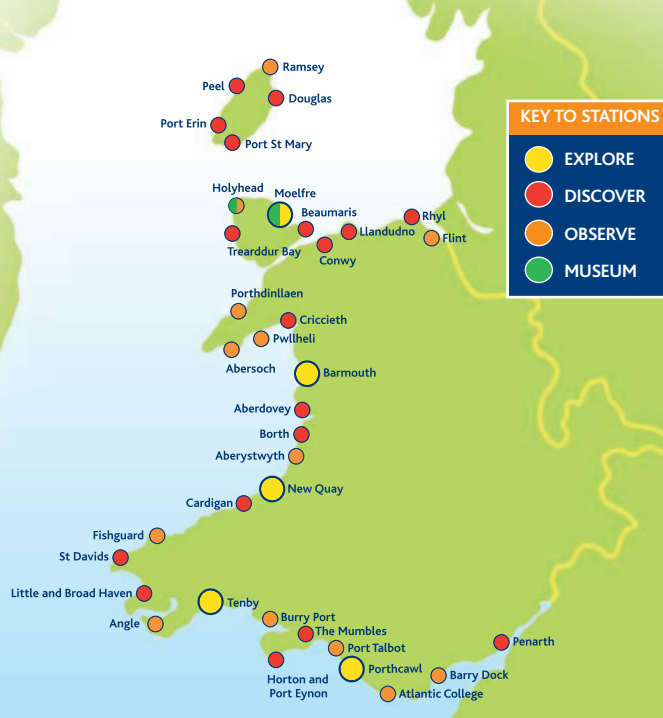 Ramsey
Peel
Douglas
Port Erin
Port St Mary
KEY TO STATIONS
EXPLORE
DISCOVER
OBSERVE
MUSEUM
Holyhead
Moelfre
Beaumaris
Rhyl
Llandudno
Flint
Trearddur Bay
Conwy
Porthdinllaen
Criccieth
Pwllheli
Abersoch
Barmouth
Aberdovey
Borth
Aberystwyth
New Quay
Cardigan
Fishguard
St Davids
Little and Broad Haven
Tenby
Angle
Burry Port
The Mumbles
Port Talbot
Penarth
Porthcawl
Horton and
Port Eynon
Barry Dock
Atlantic College